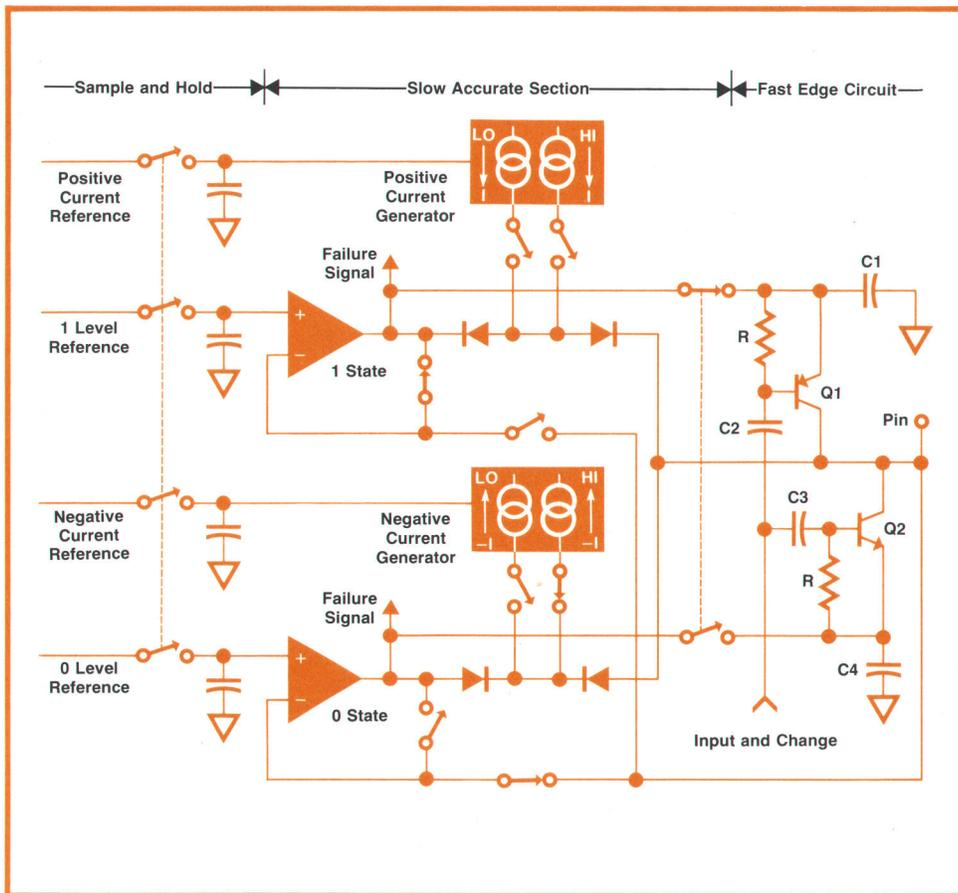 Sample and Hold
Slow Accurate Section
Fast Edge Circuit
LO
HI
I
I
Positive
Current
Reference
Positive
Current
Generator
Failure
Signal
C1
1 Level
Reference
+
−
1 State
R
Q1
C2
Pin
LO
HI
−I
−I
Negative
Current
Reference
Negative
Current
Generator
C3
Q2
R
Failure
Signal
0 Level
Reference
+
−
0 State
C4
Input and Change